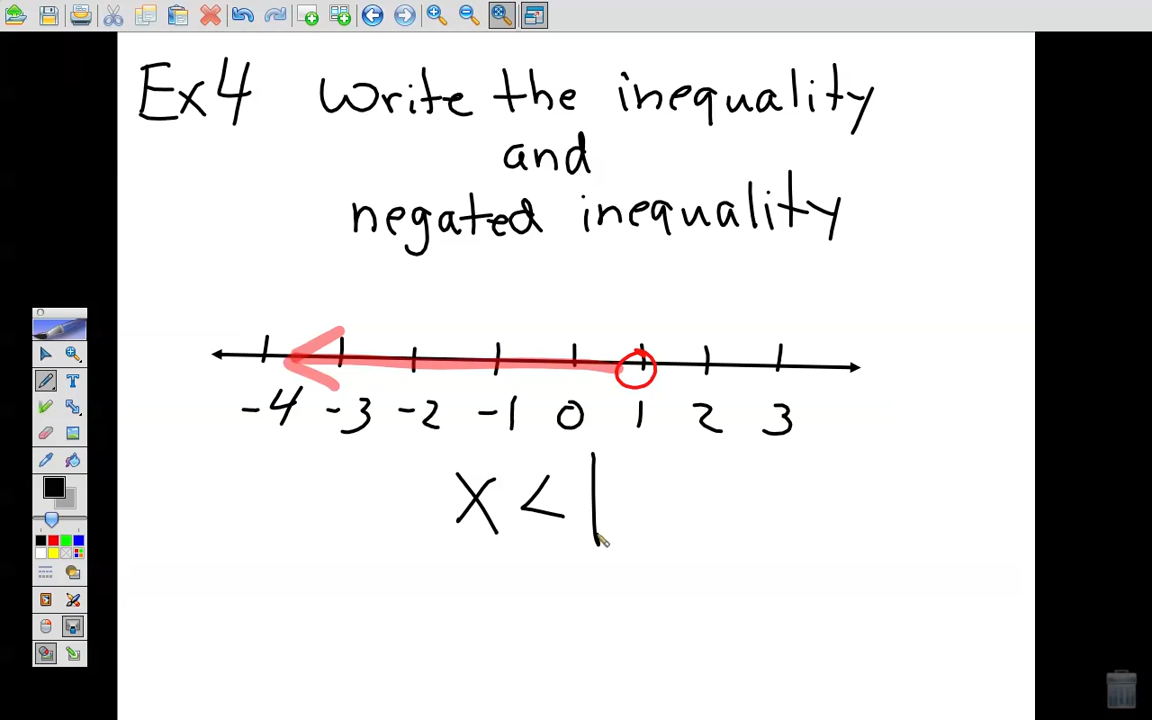 Ex4 Write the inequality
and
negated inequality
-4 -3 -2 -1 0 1 2 3
X < 1